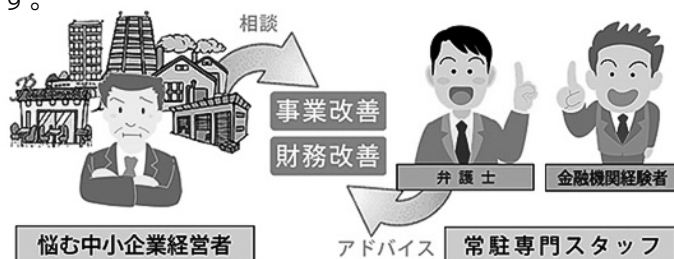 す。
相談
事業改善
財務改善
弁護士
金融機関経験者
アドバイス
悩む中小企業経営者
常駐専門スタッフ